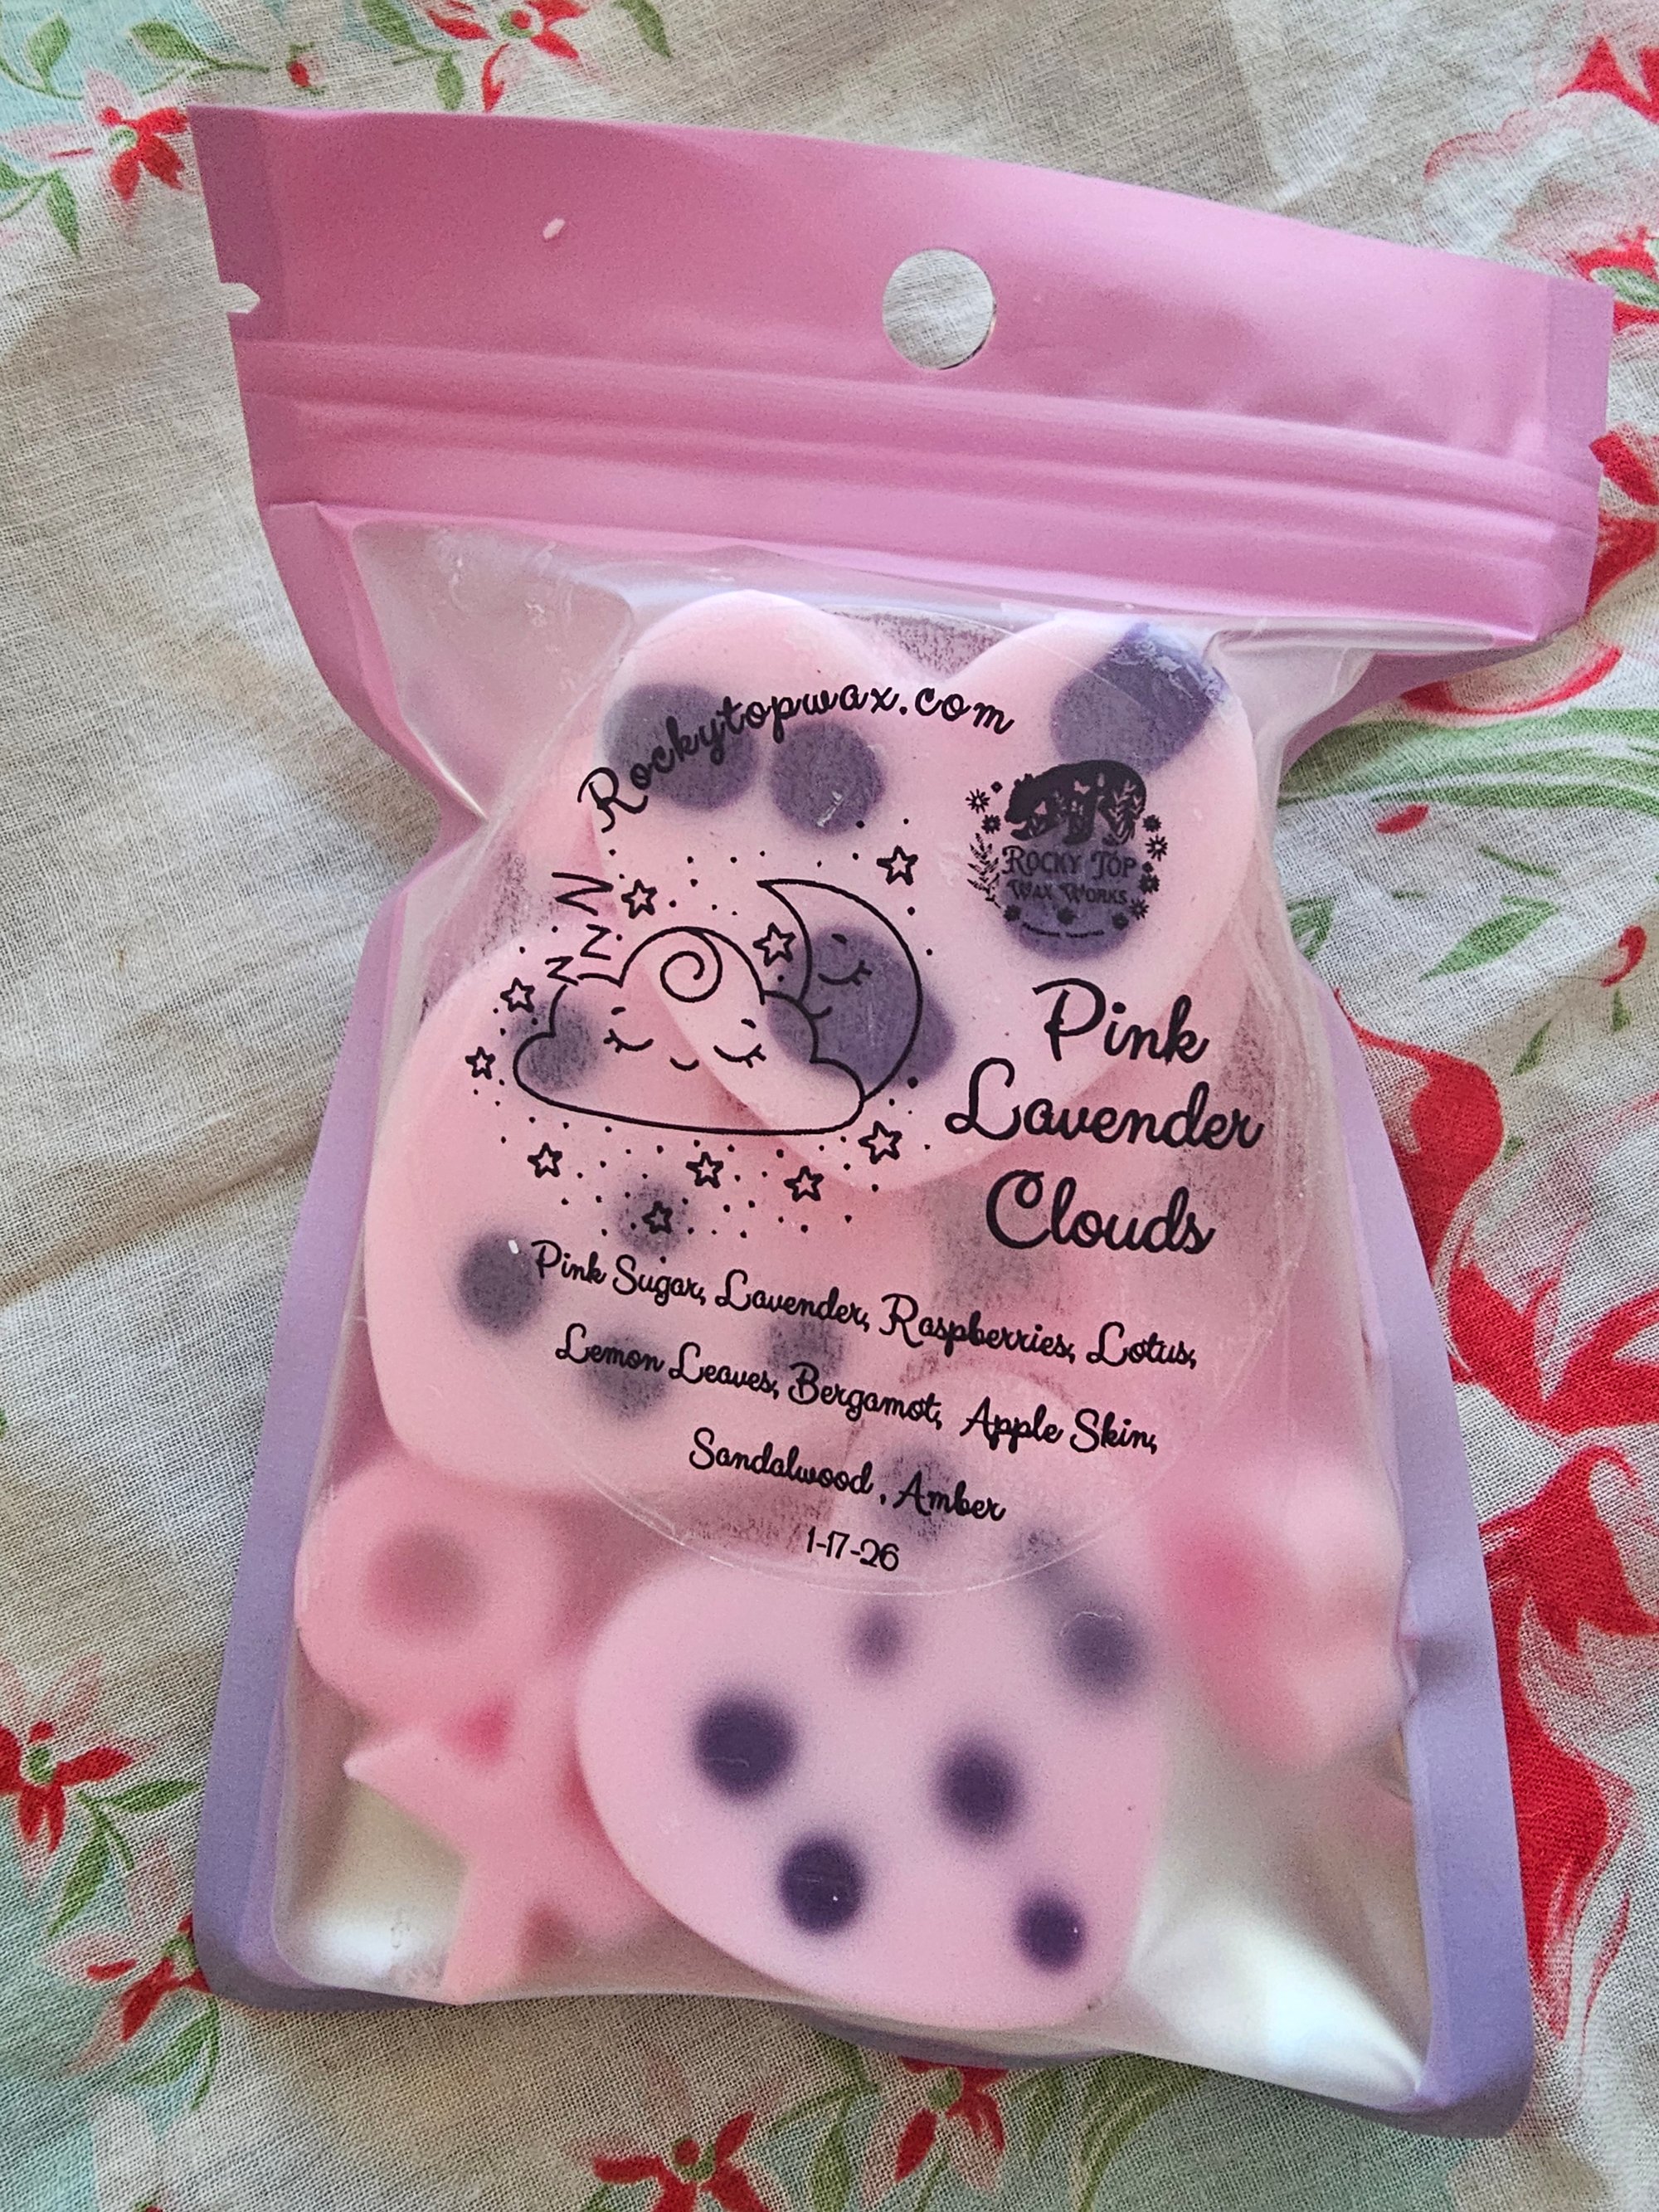 Rockytopwax.com
ROCKY TOP
WAX WORKS
Z
Z
Z
Pink
Lavender
Clouds
Pink Sugar, Lavender, Raspberries, Lotus,
Lemon Leaves, Bergamot, Apple Skin,
Sandalwood, Amber
1-17-26